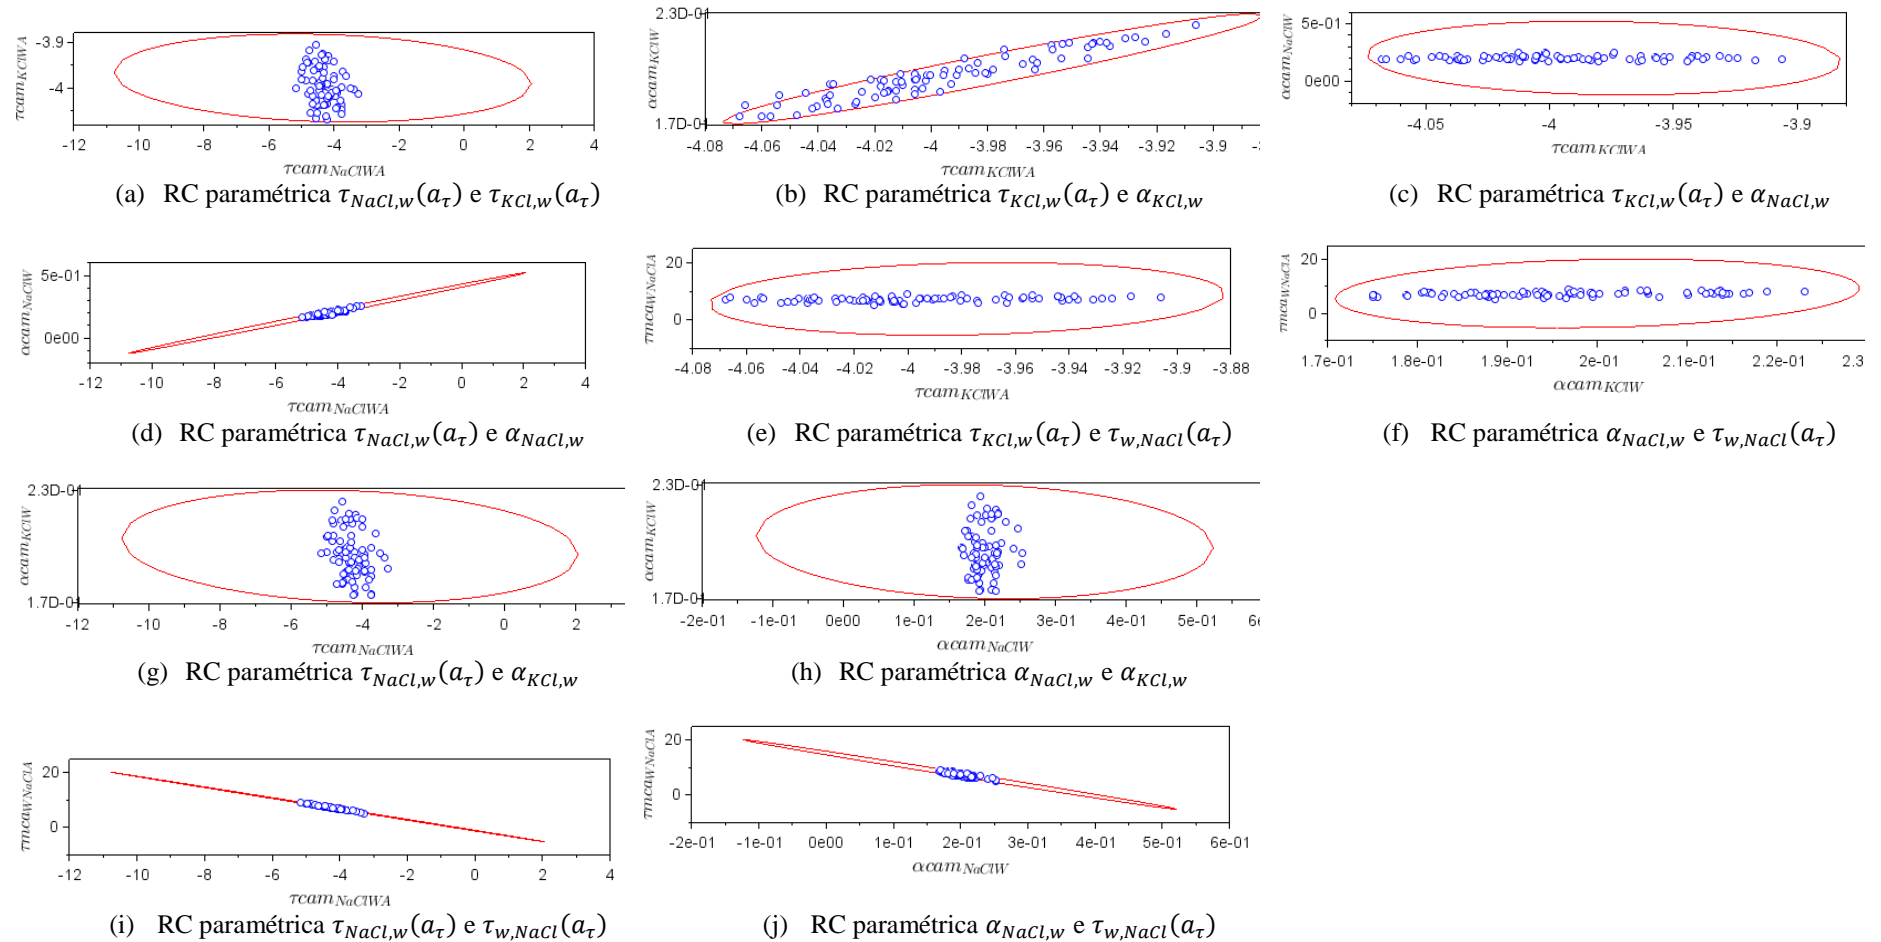 -3.9
-4
τcam KClWA
-12 -10 -8 -6 -4 -2 0 2 4
τcam NaClWA
(a) RC paramétrica τNaCl,w(aτ) e τKCl,w(aτ)
2.3D-01
1.7D-01
αcam KClW
-4.08 -4.06 -4.04 -4.02 -4 -3.98 -3.96 -3.94 -3.92 -3.9
τcam KClWA
(b) RC paramétrica τKCl,w(aτ) e αKCl,w
5e-01
0e00
αcam NaClW
-4.05 -4 -3.95 -3.9
τcam KClWA
(c) RC paramétrica τKCl,w(aτ) e αNaCl,w
5e-01
0e00
αcam NaClW
-12 -10 -8 -6 -4 -2 0 2 4
τcam NaClWA
(d) RC paramétrica τNaCl,w(aτ) e αNaCl,w
20
0
τmca WNaClA
-4.08 -4.06 -4.04 -4.02 -4 -3.98 -3.96 -3.94 -3.92 -3.9 -3.88
τcam KClWA
(e) RC paramétrica τKCl,w(aτ) e τw,NaCl(aτ)
20
0
τmca WNaClA
1.7e-01 1.8e-01 1.9e-01 2e-01 2.1e-01 2.2e-01 2.3
αcam KClW
(f) RC paramétrica αNaCl,w e τw,NaCl(aτ)
2.3D-01
1.7D-01
αcam KClW
-12 -10 -8 -6 -4 -2 0 2
τcam NaClWA
(g) RC paramétrica τNaCl,w(aτ) e αKCl,w
2.3D-01
1.7D-01
αcam KClW
-2e-01 -1e-01 0e00 1e-01 2e-01 3e-01 4e-01 5e-01
αcam NaClW
(h) RC paramétrica αNaCl,w e αKCl,w
20
0
τmca WNaClA
-12 -10 -8 -6 -4 -2 0 2 4
τcam NaClWA
(i) RC paramétrica τNaCl,w(aτ) e τw,NaCl(aτ)
20
0
τmca WNaClA
-2e-01 -1e-01 0e00 1e-01 2e-01 3e-01 4e-01 5e-01 6e-01
αcam NaClW
(j) RC paramétrica αNaCl,w e τw,NaCl(aτ)